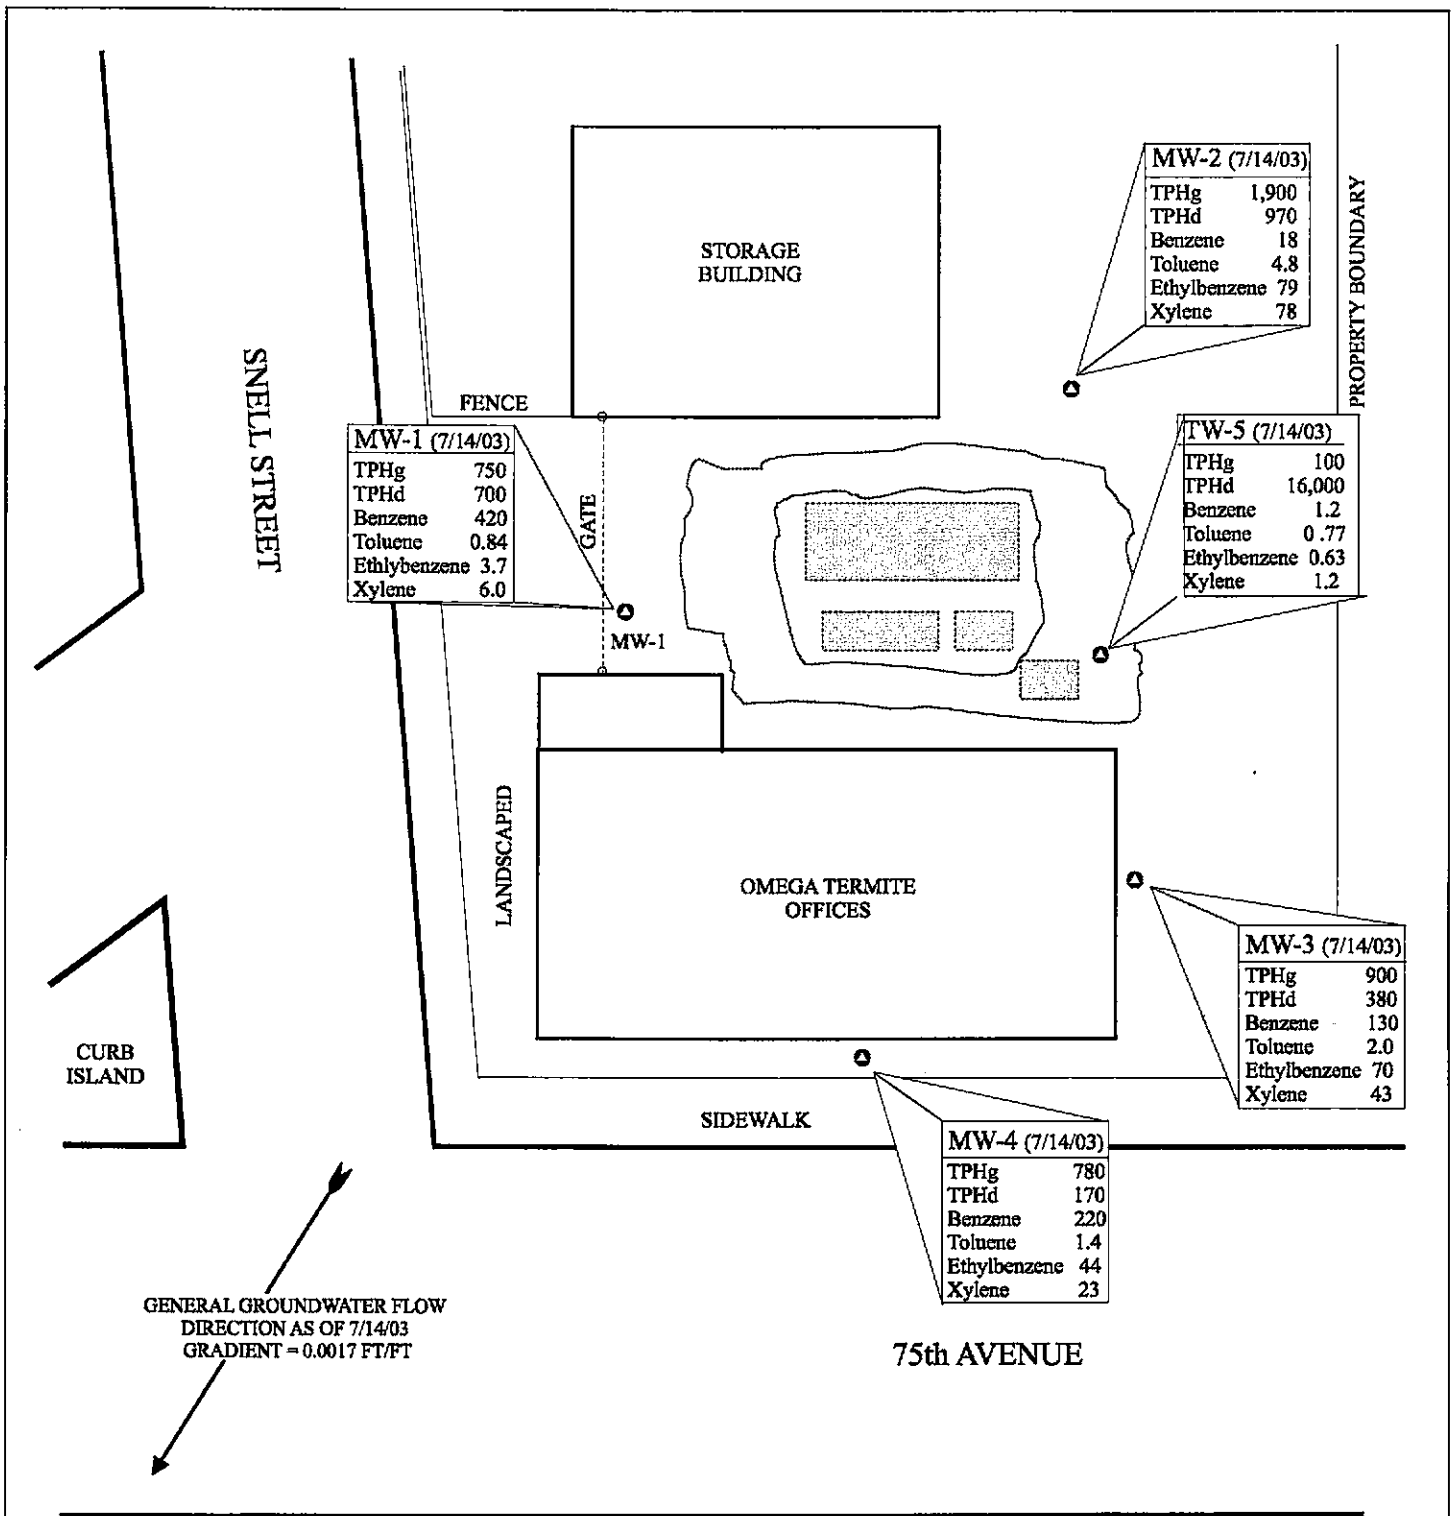 MW-2 (7/14/03)
TPHg 1,900
TPHd 970
Benzene 18
Toluene 4.8
Ethylbenzene 79
Xylene 78
PROPERTY BOUNDARY
STORAGE
BUILDING
SNELL STREET
FENCE
MW-1 (7/14/03)
TPHg 750
TPHd 700
Benzene 420
Toluene 0.84
Ethlybenzene 3.7
Xylene 6.0
GATE
MW-1
TW-5 (7/14/03)
TPHg 100
TPHd 16,000
Benzene 1.2
Toluene 0 .77
Ethylbenzene 0.63
Xylene 1.2
LANDSCAPED
OMEGA TERMITE
OFFICES
MW-3 (7/14/03)
TPHg 900
TPHd 380
Benzene 130
Toluene 2.0
Ethylbenzene 70
Xylene 43
CURB
ISLAND
SIDEWALK
MW-4 (7/14/03)
TPHg 780
TPHd 170
Benzene 220
Toluene 1.4
Ethylbenzene 44
Xylene 23
GENERAL GROUNDWATER FLOW
DIRECTION AS OF 7/14/03
GRADIENT = 0.0017 FT/FT
75th AVENUE